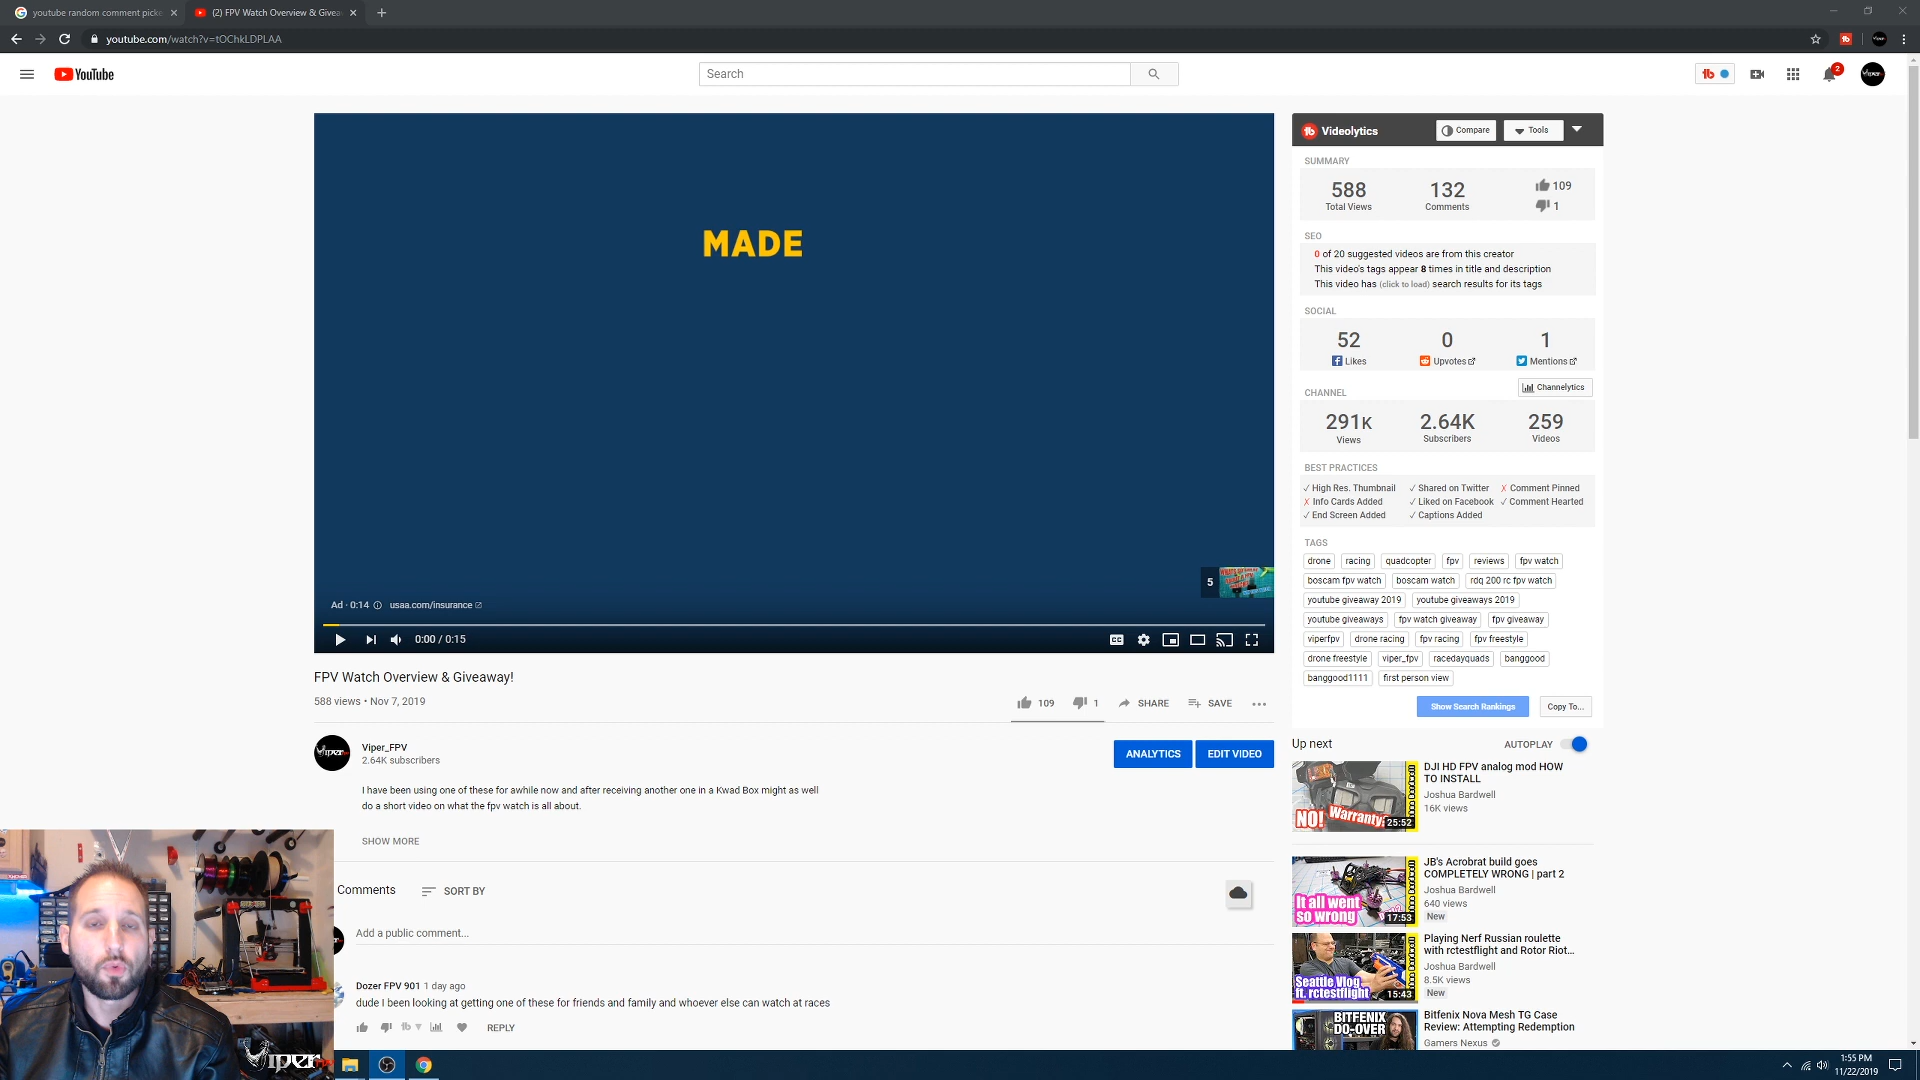 youtube random comment picke
(2) FPV Watch Overview & Givea
youtube.com/watch?v=tOChkLDPLAA
YouTube
Search
2
MADE
5
Ad · 0:14
usaa.com/insurance
0:00 / 0:15
FPV Watch Overview & Giveaway!
588 views • Nov 7, 2019
109
1
SHARE
SAVE
Viper_FPV
2.64K subscribers
ANALYTICS
EDIT VIDEO
I have been using one of these for awhile now and after receiving another one in a Kwad Box might as well
do a short video on what the fpv watch is all about.
SHOW MORE
Comments
SORT BY
Add a public comment...
Dozer FPV 901 1 day ago
dude I been looking at getting one of these for friends and family and whoever else can watch at races
REPLY
Videolytics
Compare
Tools
SUMMARY
588
132
109
Total Views
Comments
1
SEO
0 of 20 suggested videos are from this creator
This video's tags appear 8 times in title and description
This video has (click to load) search results for its tags
SOCIAL
52
0
1
Likes
Upvotes
Mentions
CHANNEL
Channelytics
291K
2.64K
259
Views
Subscribers
Videos
BEST PRACTICES
✓ High Res. Thumbnail
✓ Shared on Twitter
✗ Comment Pinned
✗ Info Cards Added
✓ Liked on Facebook
✓ Comment Hearted
✓ End Screen Added
✓ Captions Added
TAGS
drone racing quadcopter fpv reviews fpv watch
boscam fpv watch boscam watch rdq 200 rc fpv watch
youtube giveaway 2019 youtube giveaways 2019
youtube giveaways fpv watch giveaway fpv giveaway
viperfpv drone racing fpv racing fpv freestyle
drone freestyle viper_fpv racedayquads banggood
banggood1111 first person view
Show Search Rankings
Copy To...
Up next
AUTOPLAY
NO! Warranty!
25:52
DJI HD FPV analog mod HOW
TO INSTALL
Joshua Bardwell
16K views
It all went
so wrong
17:53
JB's Acrobrat build goes
COMPLETELY WRONG | part 2
Joshua Bardwell
640 views
New
Seattle Vlog
ft. rctestflight
15:43
Playing Nerf Russian roulette
with rctestflight and Rotor Riot...
Joshua Bardwell
8.5K views
New
BITFENIX
DO-OVER
Bitfenix Nova Mesh TG Case
Review: Attempting Redemption
Gamers Nexus
VIPER
1:55 PM
11/22/2019